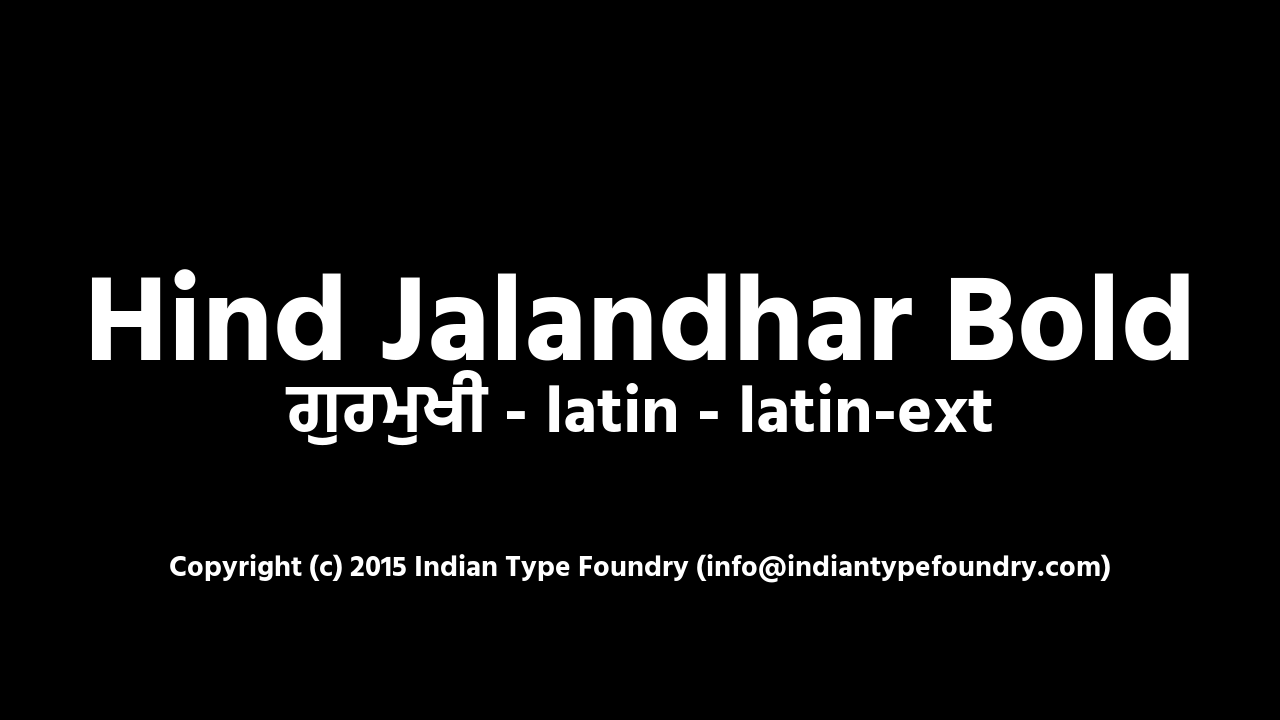 Hind Jalandhar Bold
ਗੁਰਮੁਖੀ - latin - latin-ext
Copyright (c) 2015 Indian Type Foundry (info@indiantypefoundry.com)